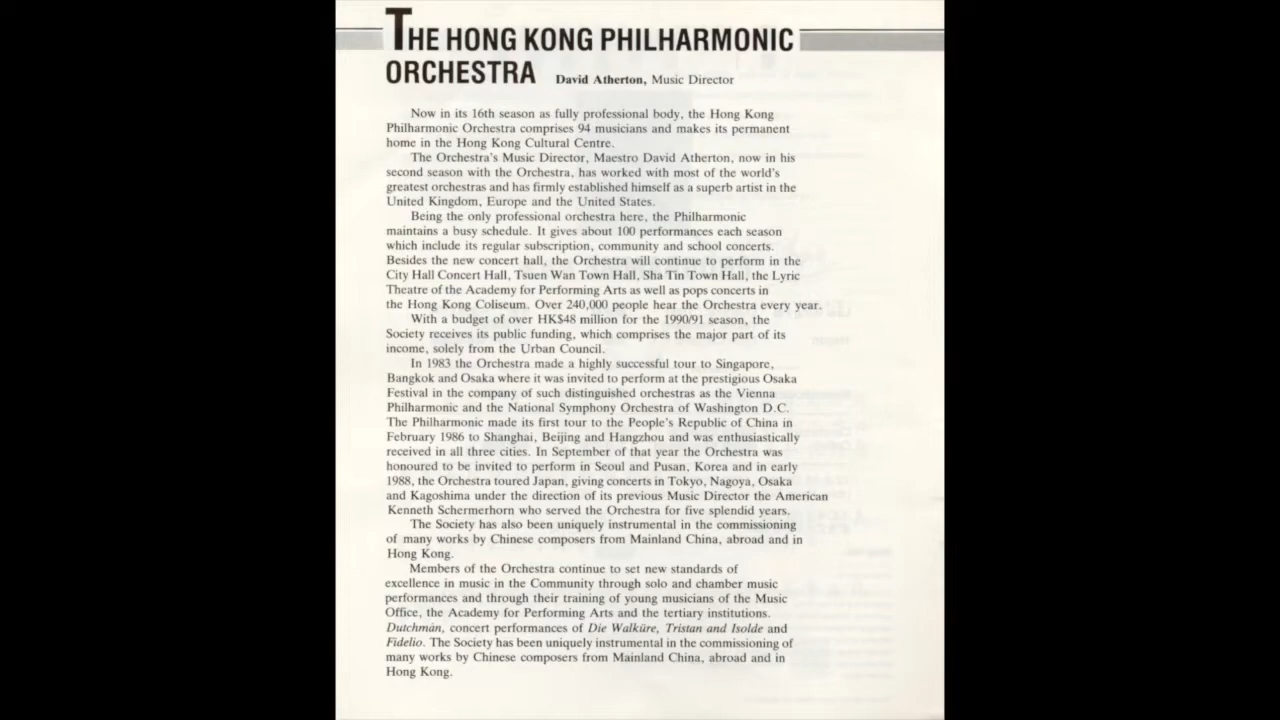 THE HONG KONG PHILHARMONIC
ORCHESTRA David Atherton, Music Director
Now in its 16th season as fully professional body, the Hong Kong
Philharmonic Orchestra comprises 94 musicians and makes its permanent
home in the Hong Kong Cultural Centre.
The Orchestra's Music Director, Maestro David Atherton, now in his
second season with the Orchestra, has worked with most of the world's
greatest orchestras and has firmly established himself as a superb artist in the
United Kingdom, Europe and the United States.
Being the only professional orchestra here, the Philharmonic
maintains a busy schedule. It gives about 100 performances each season
which include its regular subscription, community and school concerts.
Besides the new concert hall, the Orchestra will continue to perform in the
City Hall Concert Hall, Tsuen Wan Town Hall, Sha Tin Town Hall, the Lyric
Theatre of the Academy for Performing Arts as well as pops concerts in
the Hong Kong Coliseum. Over 240,000 people hear the Orchestra every year.
With a budget of over HK$48 million for the 1990/91 season, the
Society receives its public funding, which comprises the major part of its
income, solely from the Urban Council.
In 1983 the Orchestra made a highly successful tour to Singapore,
Bangkok and Osaka where it was invited to perform at the prestigious Osaka
Festival in the company of such distinguished orchestras as the Vienna
Philharmonic and the National Symphony Orchestra of Washington D.C.
The Philharmonic made its first tour to the People's Republic of China in
February 1986 to Shanghai, Beijing and Hangzhou and was enthusiastically
received in all three cities. In September of that year the Orchestra was
honoured to be invited to perform in Seoul and Pusan, Korea and in early
1988, the Orchestra toured Japan, giving concerts in Tokyo, Nagoya, Osaka
and Kagoshima under the direction of its previous Music Director the American
Kenneth Schermerhorn who served the Orchestra for five splendid years.
The Society has also been uniquely instrumental in the commissioning
of many works by Chinese composers from Mainland China, abroad and in
Hong Kong.
Members of the Orchestra continue to set new standards of
excellence in music in the Community through solo and chamber music
performances and through their training of young musicians of the Music
Office, the Academy for Performing Arts and the tertiary institutions.
Dutchman, concert performances of Die Walküre, Tristan and Isolde and
Fidelio. The Society has been uniquely instrumental in the commissioning of
many works by Chinese composers from Mainland China, abroad and in
Hong Kong.